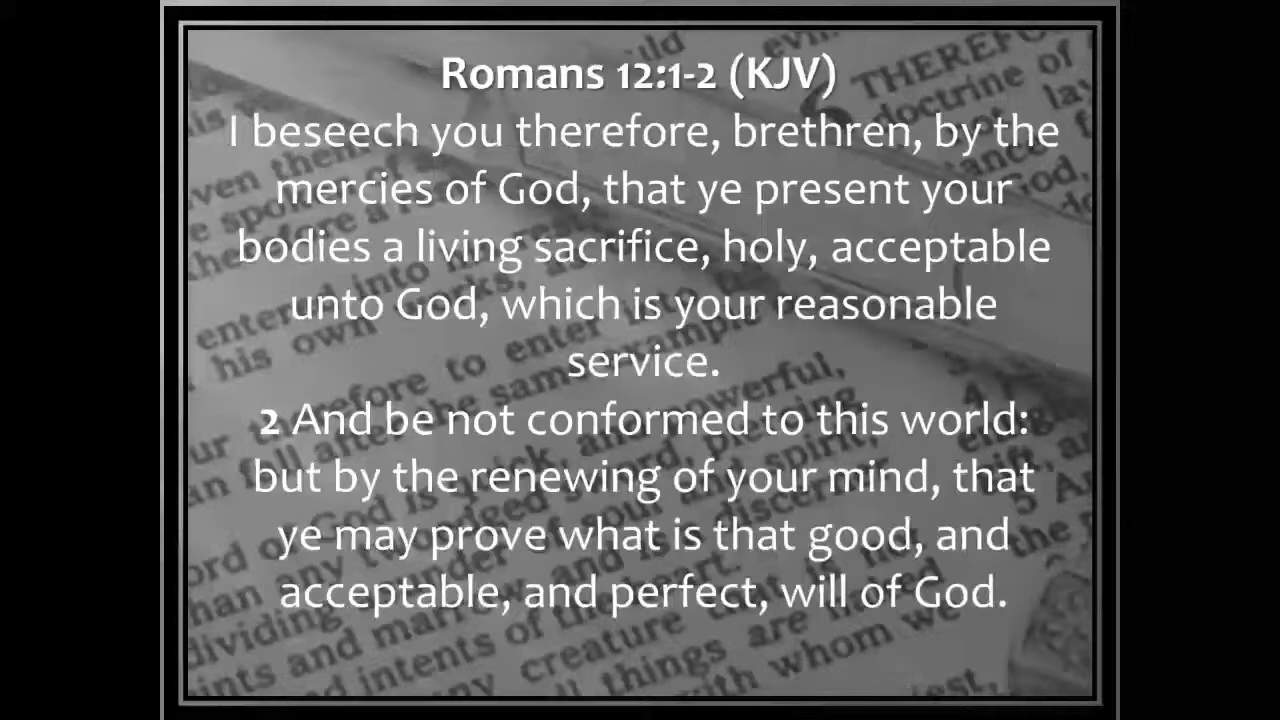 Romans 12:1-2 (KJV)
I beseech you therefore, brethren, by the
mercies of God, that ye present your
bodies a living sacrifice, holy, acceptable
unto God, which is your reasonable
service.
2 And be not conformed to this world:
but by the renewing of your mind, that
ye may prove what is that good, and
acceptable, and perfect, will of God.